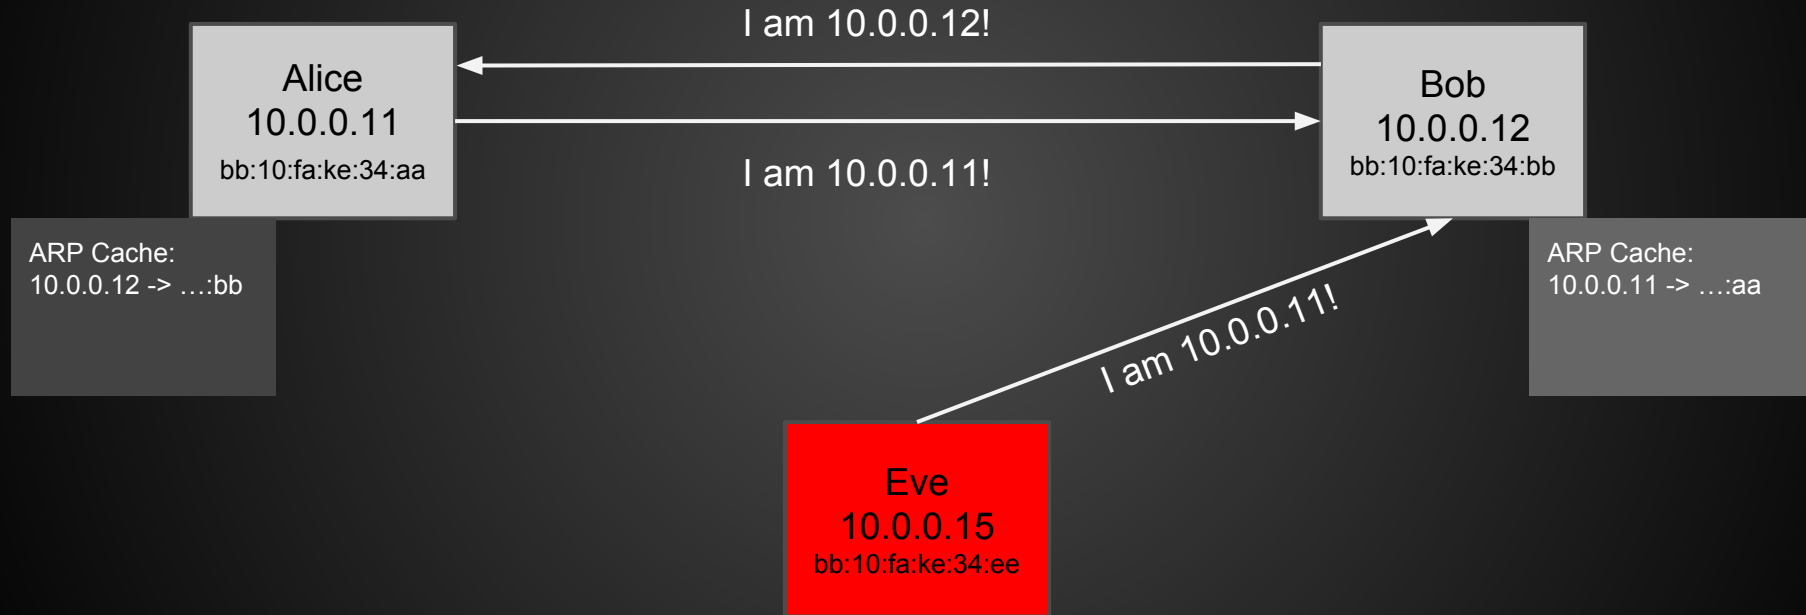 I am 10.0.0.12!
Alice
10.0.0.11
bb:10:fa:ke:34:aa
Bob
10.0.0.12
bb:10:fa:ke:34:bb
I am 10.0.0.11!
ARP Cache:
10.0.0.12 -> …:bb
ARP Cache:
10.0.0.11 -> …:aa
I am 10.0.0.11!
Eve
10.0.0.15
bb:10:fa:ke:34:ee